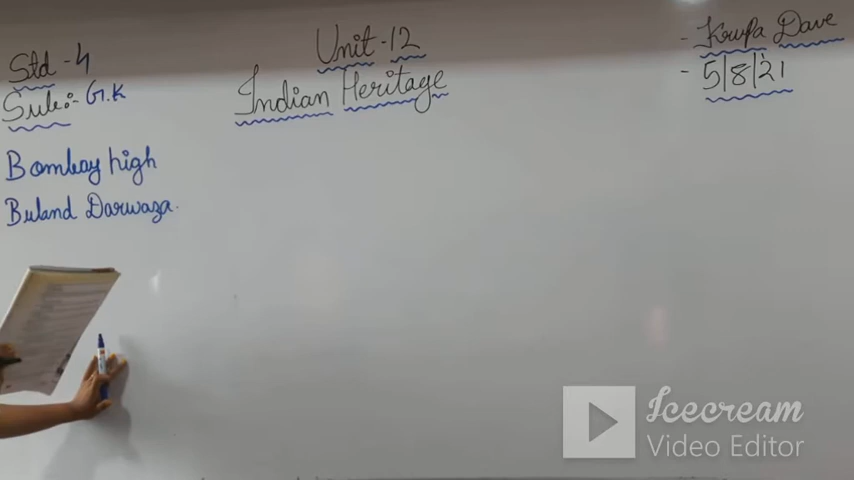 Std - 4
Unit - 12
- Krupa Dave
Sub:- G.K
Indian Heritage
- 5/8/21
Bombay high
Buland Darwaza.
Icecream
Video Editor